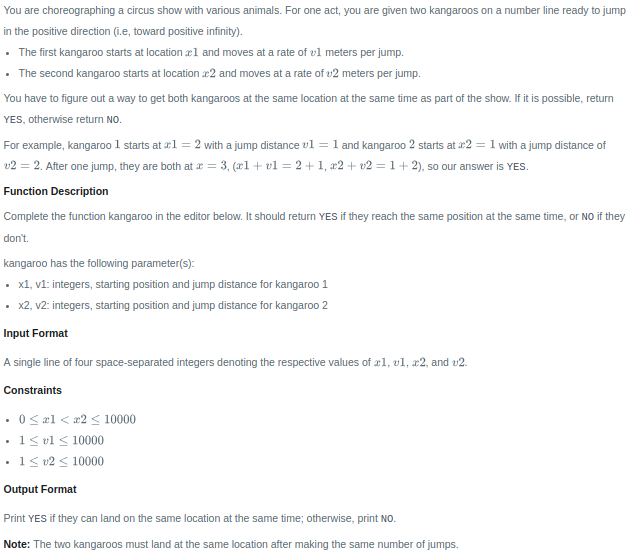 You are choreographing a circus show with various animals. For one act, you are given two kangaroos on a number line ready to jump
in the positive direction (i.e, toward positive infinity).
• The first kangaroo starts at location x1 and moves at a rate of v1 meters per jump.
• The second kangaroo starts at location x2 and moves at a rate of v2 meters per jump.
You have to figure out a way to get both kangaroos at the same location at the same time as part of the show. If it is possible, return
YES, otherwise return NO.
For example, kangaroo 1 starts at x1 = 2 with a jump distance v1 = 1 and kangaroo 2 starts at x2 = 1 with a jump distance of
v2 = 2. After one jump, they are both at x = 3, (x1 + v1 = 2 + 1, x2 + v2 = 1 + 2), so our answer is YES.
Function Description
Complete the function kangaroo in the editor below. It should return YES if they reach the same position at the same time, or NO if they
don't.
kangaroo has the following parameter(s):
• x1, v1: integers, starting position and jump distance for kangaroo 1
• x2, v2: integers, starting position and jump distance for kangaroo 2
Input Format
A single line of four space-separated integers denoting the respective values of x1, v1, x2, and v2.
Constraints
• 0 ≤ x1 < x2 ≤ 10000
• 1 ≤ v1 ≤ 10000
• 1 ≤ v2 ≤ 10000
Output Format
Print YES if they can land on the same location at the same time; otherwise, print NO.
Note: The two kangaroos must land at the same location after making the same number of jumps.